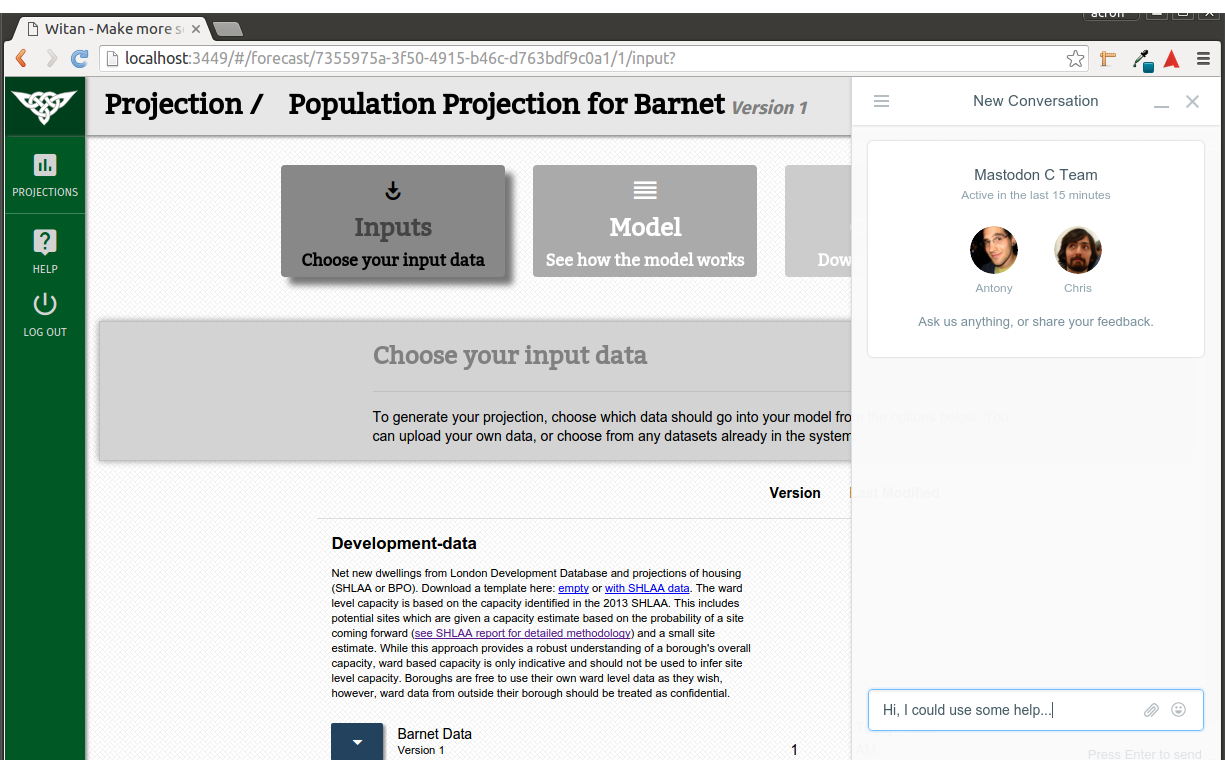 acron
Witan - Make more s
localhost:3449/#/forecast/7355975a-3f50-4915-b46c-d763bdf9c0a1/1/input?
PROJECTIONS
HELP
LOG OUT
Projection / Population Projection for Barnet Version 1
Inputs
Choose your input data
Model
See how the model works
Dow
Choose your input data
To generate your projection, choose which data should go into your model from
can upload your own data, or choose from any datasets already in the system
Version Last Modified
Development-data
Net new dwellings from London Development Database and projections of housing
(SHLAA or BPO). Download a template here: empty or with SHLAA data. The ward
level capacity is based on the capacity identified in the 2013 SHLAA. This includes
potential sites which are given a capacity estimate based on the probability of a site
coming forward (see SHLAA report for detailed methodology) and a small site
estimate. While this approach provides a robust understanding of a borough's overall
capacity, ward based capacity is only indicative and should not be used to infer site
level capacity. Boroughs are free to use their own ward level data as they wish,
however, ward data from outside their borough should be treated as confidential.
Barnet Data
Version 1
1
AM
New Conversation
Mastodon C Team
Active in the last 15 minutes
Antony
Chris
Ask us anything, or share your feedback.
Hi, I could use some help...
Press Enter to send